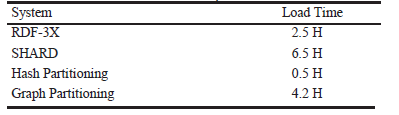 System Load Time
RDF-3X 2.5 H
SHARD 6.5 H
Hash Partitioning 0.5 H
Graph Partitioning 4.2 H